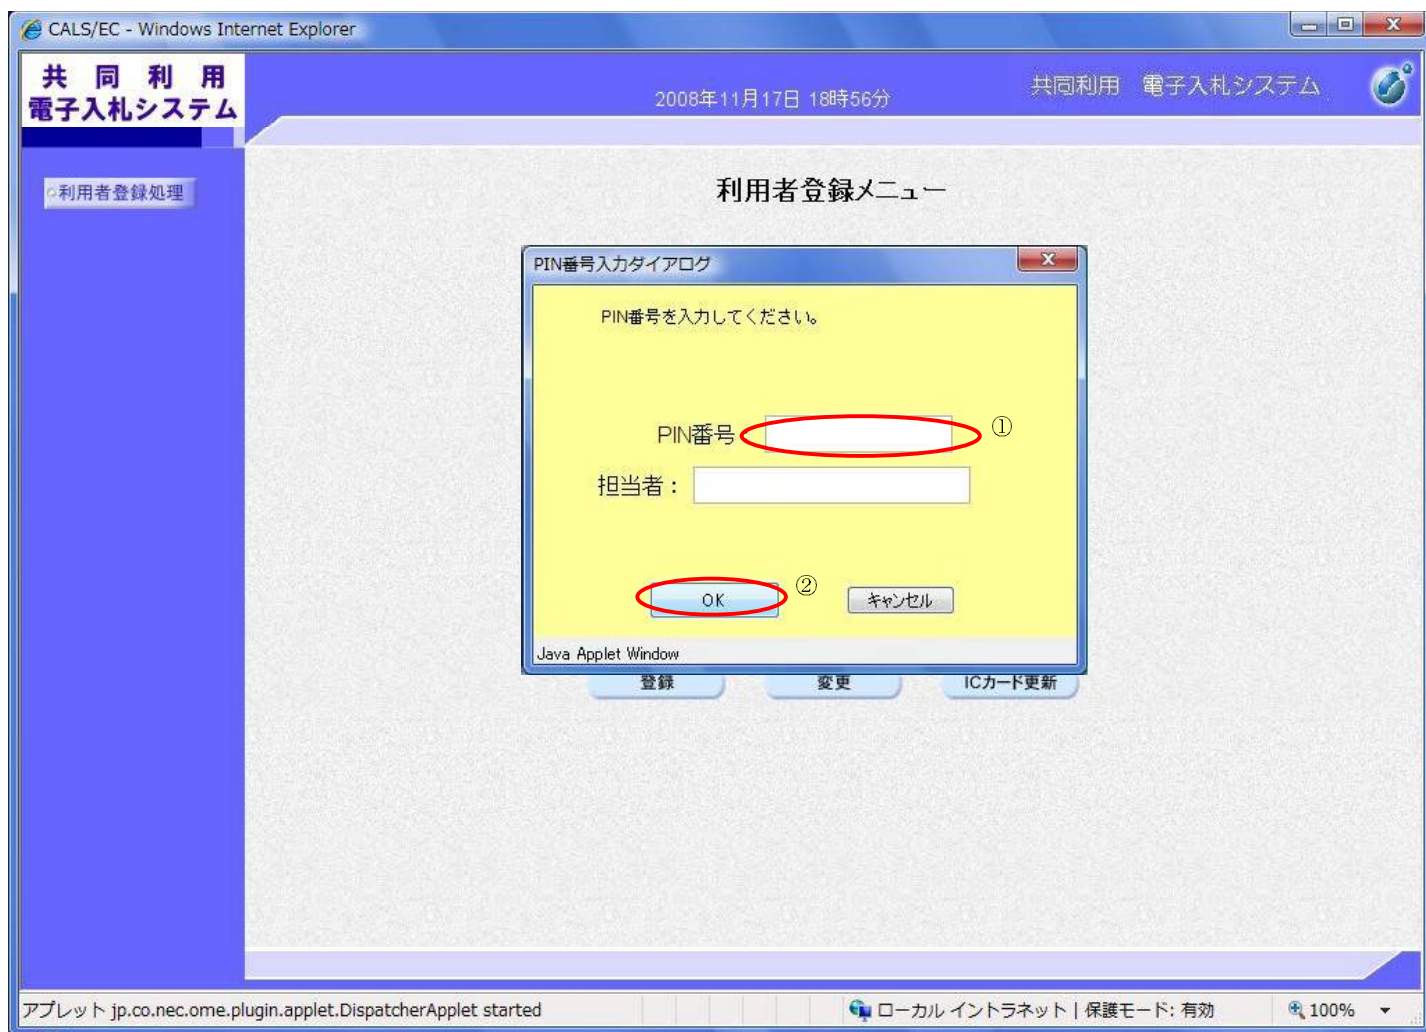 CALS/EC - Windows Internet Explorer
共同利用
電子入札システム
2008年11月17日 18時56分
共同利用 電子入札システム
利用者登録処理
利用者登録メニュー
PIN番号入力ダイアログ
PIN番号を入力してください。
PIN番号
①
担当者：
OK
②
キャンセル
Java Applet Window
登録
変更
ICカード更新
アプレット jp.co.nec.ome.plugin.applet.DispatcherApplet started
ローカル イントラネット | 保護モード: 有効
100%